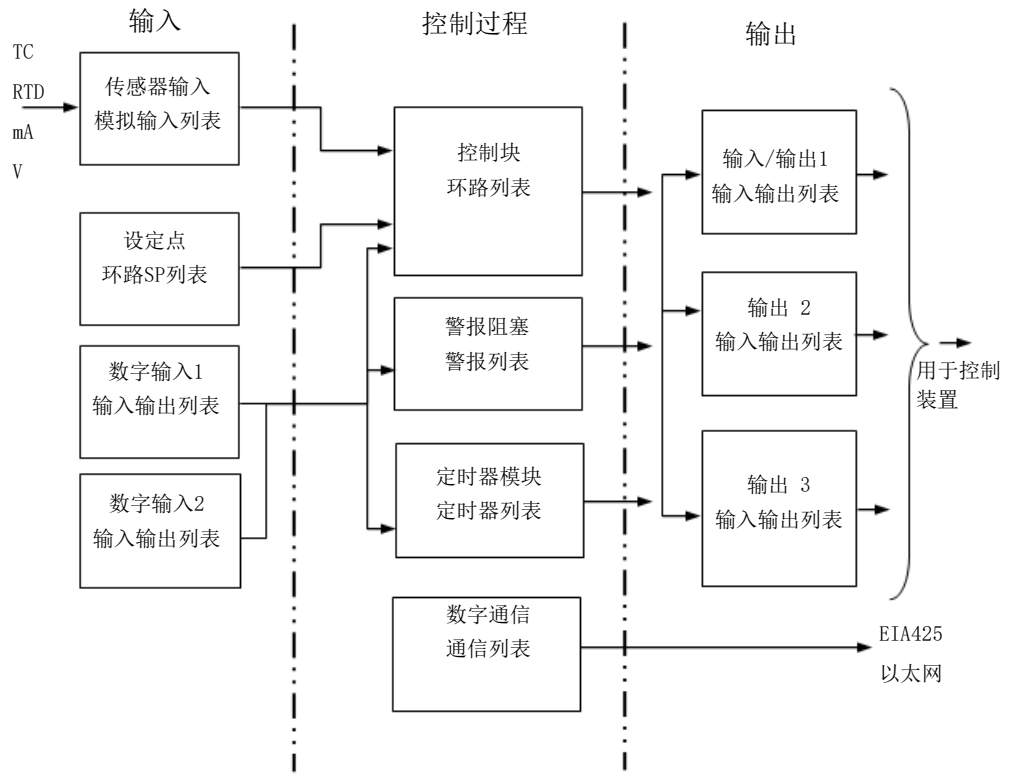 输入
控制过程
输出
TC
RTD
mA
V
传感器输入
模拟输入列表
设定点
环路SP列表
数字输入1
输入输出列表
数字输入2
输入输出列表
控制块
环路列表
警报阻塞
警报列表
定时器模块
定时器列表
数字通信
通信列表
输入/输出1
输入输出列表
输出 2
输入输出列表
输出 3
输入输出列表
用于控制
装置
EIA425
以太网